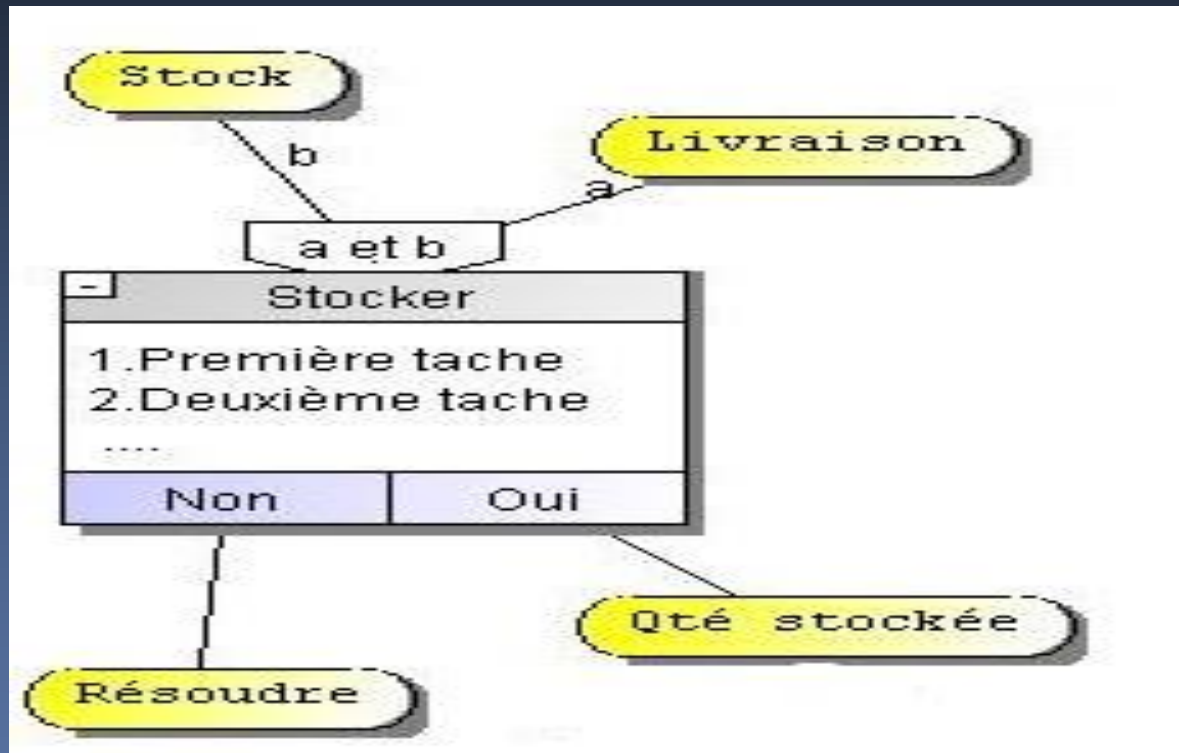 Stock
Livraison
b
a
a et b
-
Stocker
1.Première tache
2.Deuxième tache
....
Non
Oui
Qté stockée
Résoudre